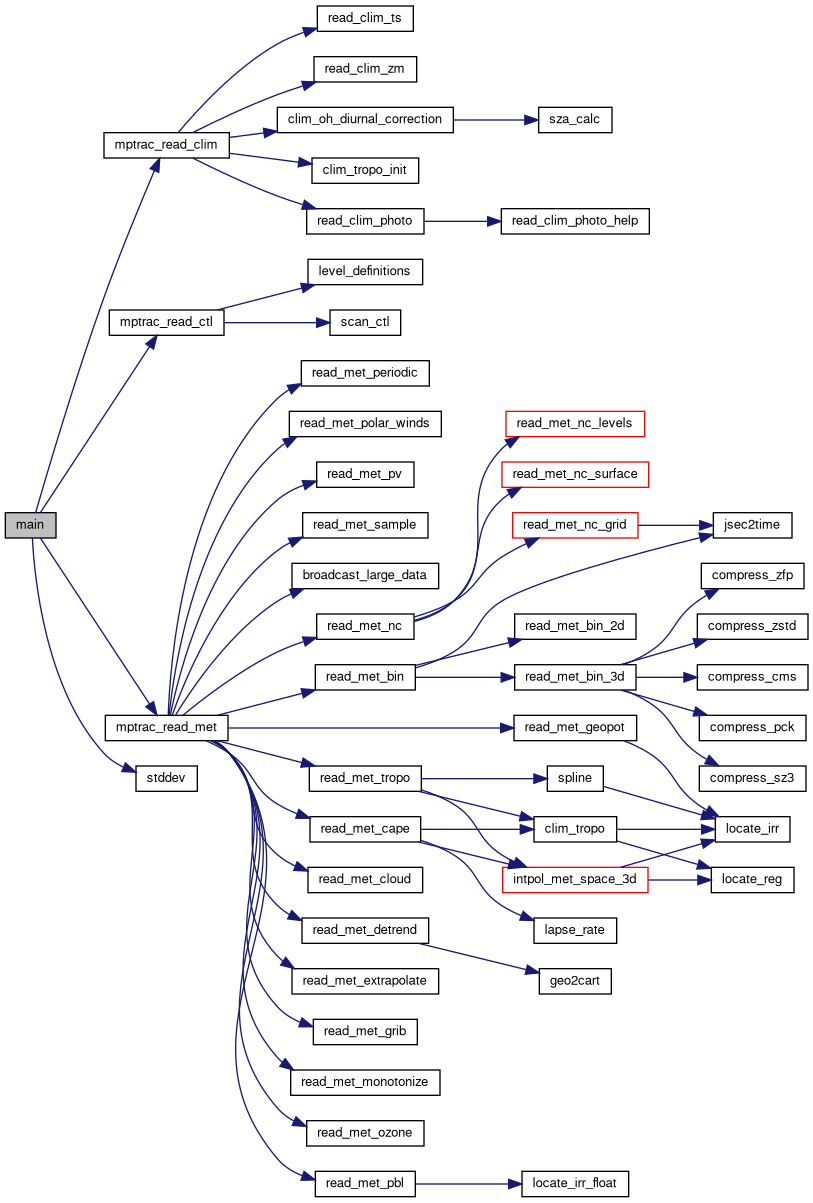 read_clim_ts
read_clim_zm
clim_oh_diurnal_correction
sza_calc
mptrac_read_clim
clim_tropo_init
read_clim_photo
read_clim_photo_help
level_definitions
mptrac_read_ctl
scan_ctl
read_met_periodic
read_met_polar_winds
read_met_nc_levels
read_met_pv
read_met_nc_surface
main
read_met_sample
read_met_nc_grid
jsec2time
broadcast_large_data
compress_zfp
read_met_nc
read_met_bin_2d
compress_zstd
read_met_bin
read_met_bin_3d
compress_cms
mptrac_read_met
read_met_geopot
compress_pck
stddev
read_met_tropo
spline
compress_sz3
read_met_cape
clim_tropo
locate_irr
read_met_cloud
intpol_met_space_3d
locate_reg
read_met_detrend
lapse_rate
read_met_extrapolate
geo2cart
read_met_grib
read_met_monotonize
read_met_ozone
read_met_pbl
locate_irr_float